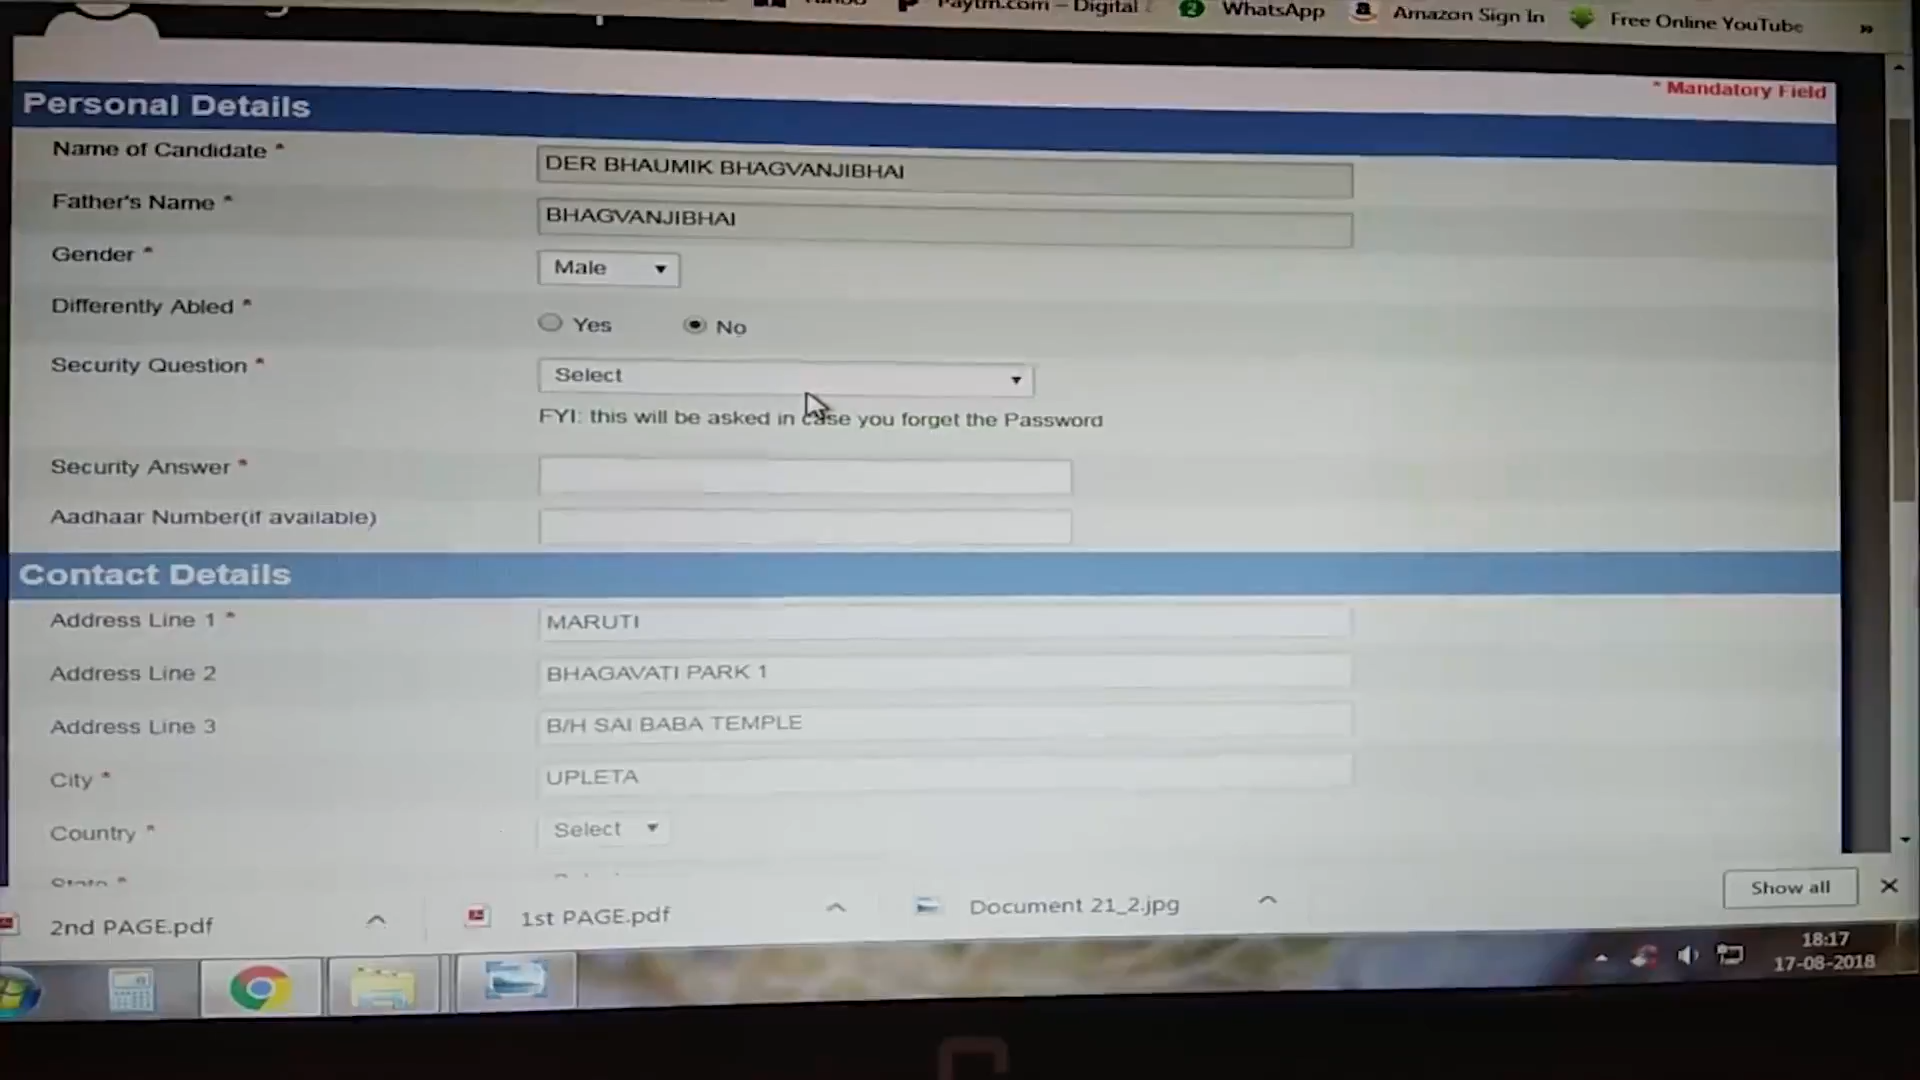 Paytm.com – Digital
WhatsApp
Amazon Sign In
Free Online YouTube
»
* Mandatory Field
Personal Details
Name of Candidate *
DER BHAUMIK BHAGVANJIBHAI
Father's Name *
BHAGVANJIBHAI
Gender *
Male
Differently Abled *
Yes
No
Security Question *
Select
FYI: this will be asked in case you forget the Password
Security Answer *
Aadhaar Number(if available)
Contact Details
Address Line 1 *
MARUTI
Address Line 2
BHAGAVATI PARK 1
Address Line 3
B/H SAI BABA TEMPLE
City *
UPLETA
Country *
Select
2nd PAGE.pdf
1st PAGE.pdf
Document 21_2.jpg
Show all
18:17
17-08-2018